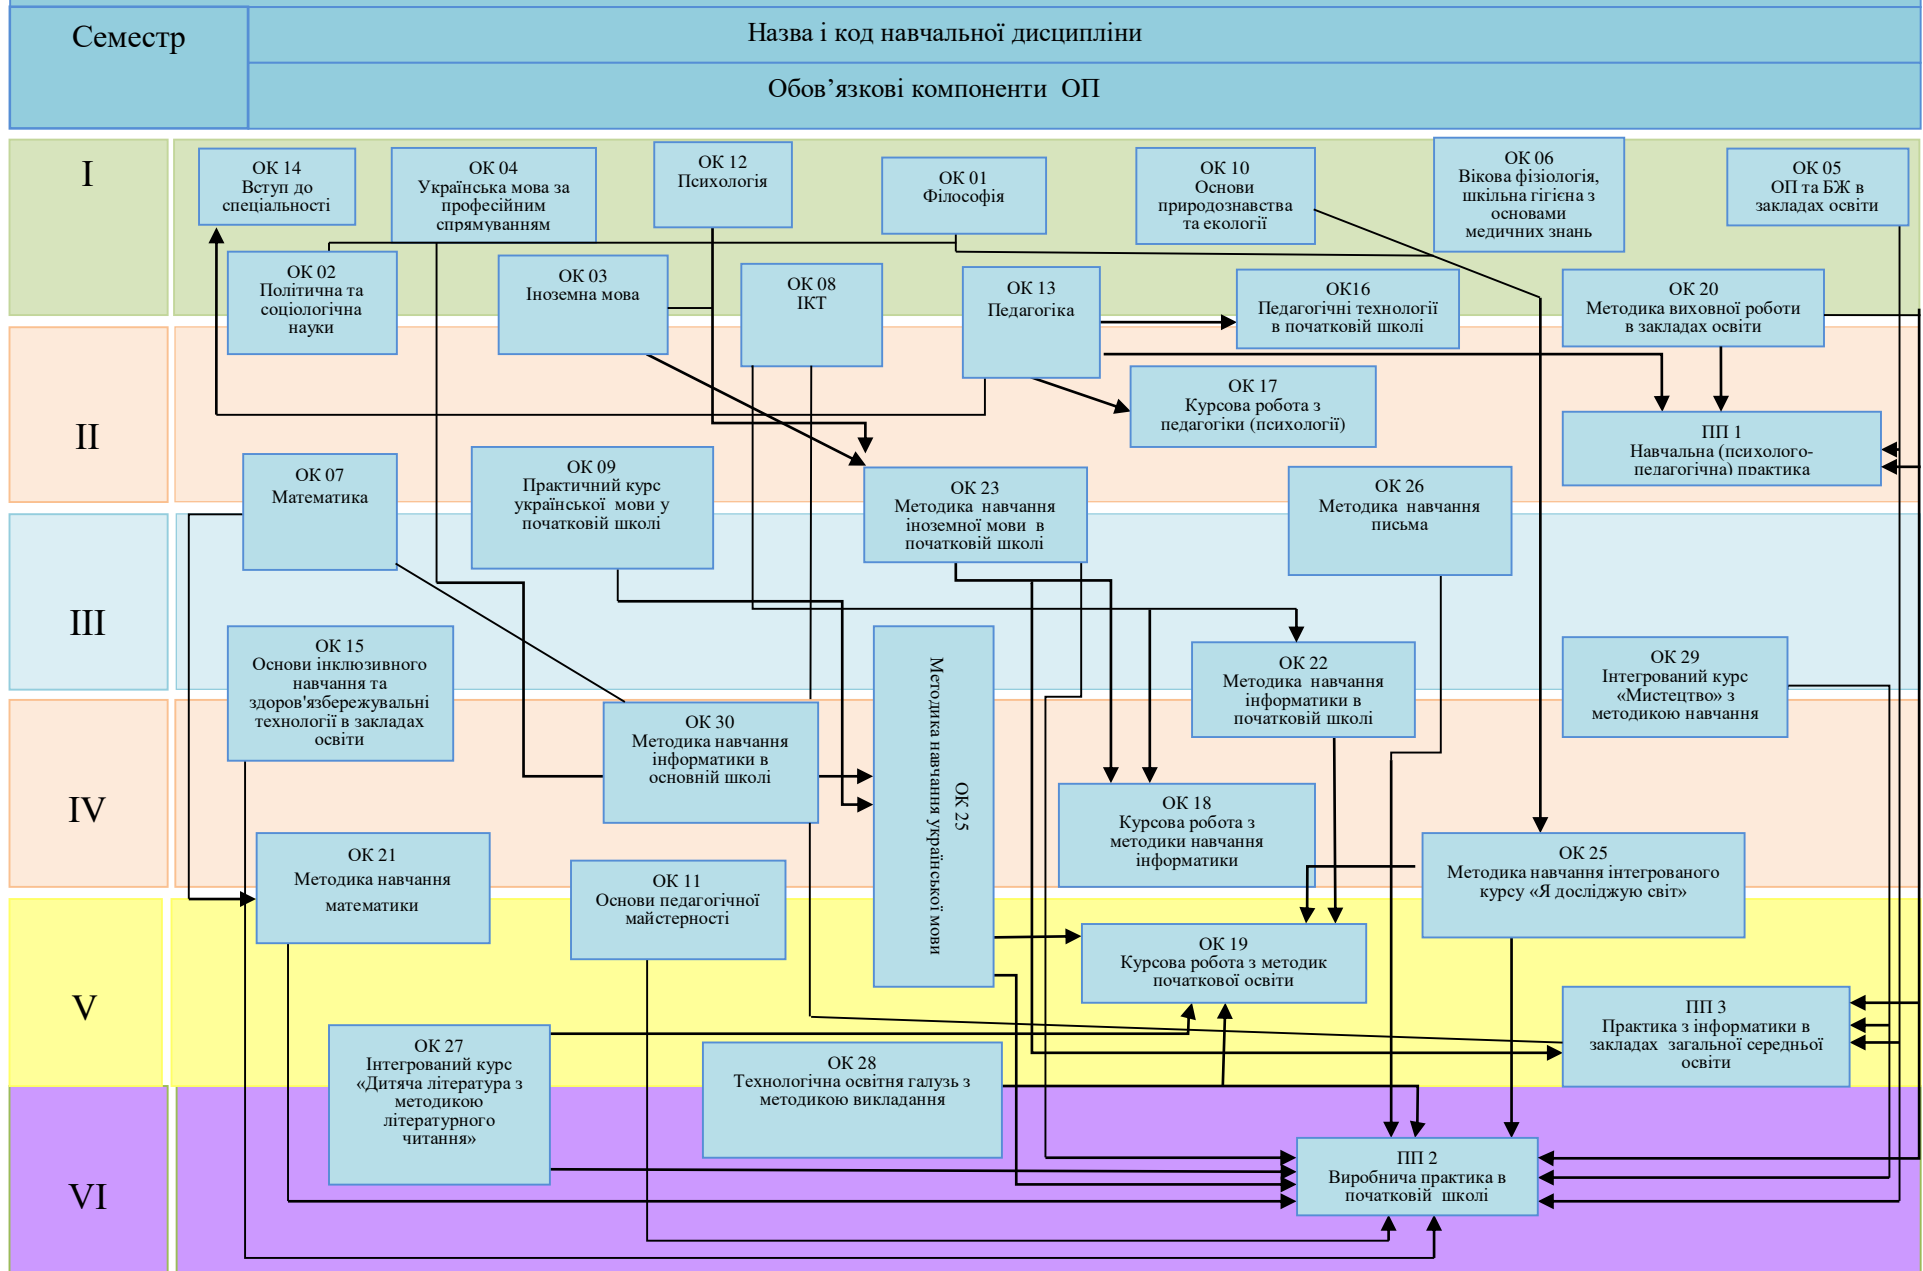 Семестр
Назва і код навчальної дисципліни
Обов’язкові компоненти ОП
I
ОК 14
Вступ до
спеціальності
ОК 04
Українська мова за
професійним
спрямуванням
ОК 12
Психологія
ОК 01
Філософія
ОК 10
Основи
природознавства
та екології
ОК 06
Вікова фізіологія,
шкільна гігієна з
основами
медичних знань
ОК 05
ОП та БЖ в
закладах освіти
ОК 02
Політична та
соціологічна
науки
ОК 03
Іноземна мова
ОК 08
ІКТ
ОК 13
Педагогіка
ОК16
Педагогічні технології
в початковій школі
ОК 20
Методика виховної роботи
в закладах освіти
II
ОК 17
Курсова робота з
педагогіки (психології)
ПП 1
Навчальна (психолого-
педагогічна) практика
ОК 07
Математика
ОК 09
Практичний курс
української мови у
початковій школі
ОК 23
Методика навчання
іноземної мови в
початковій школі
ОК 26
Методика навчання
письма
III
ОК 15
Основи інклюзивного
навчання та
здоров'язбережувальні
технології в закладах
освіти
ОК 25
Методика навчання української мови
ОК 22
Методика навчання
інформатики в
початковій школі
ОК 29
Інтегрований курс
«Мистецтво» з
методикою навчання
IV
ОК 30
Методика навчання
інформатики в
основній школі
ОК 18
Курсова робота з
методики навчання
інформатики
ОК 21
Методика навчання
математики
ОК 11
Основи педагогічної
майстерності
ОК 25
Методика навчання інтегрованого
курсу «Я досліджую світ»
V
ОК 19
Курсова робота з методик
початкової освіти
ПП 3
Практика з інформатики в
закладах загальної середньої
освіти
ОК 27
Інтегрований курс
«Дитяча література з
методикою
літературного
читання»
ОК 28
Технологічна освітня галузь з
методикою викладання
VI
ПП 2
Виробнича практика в
початковій школі